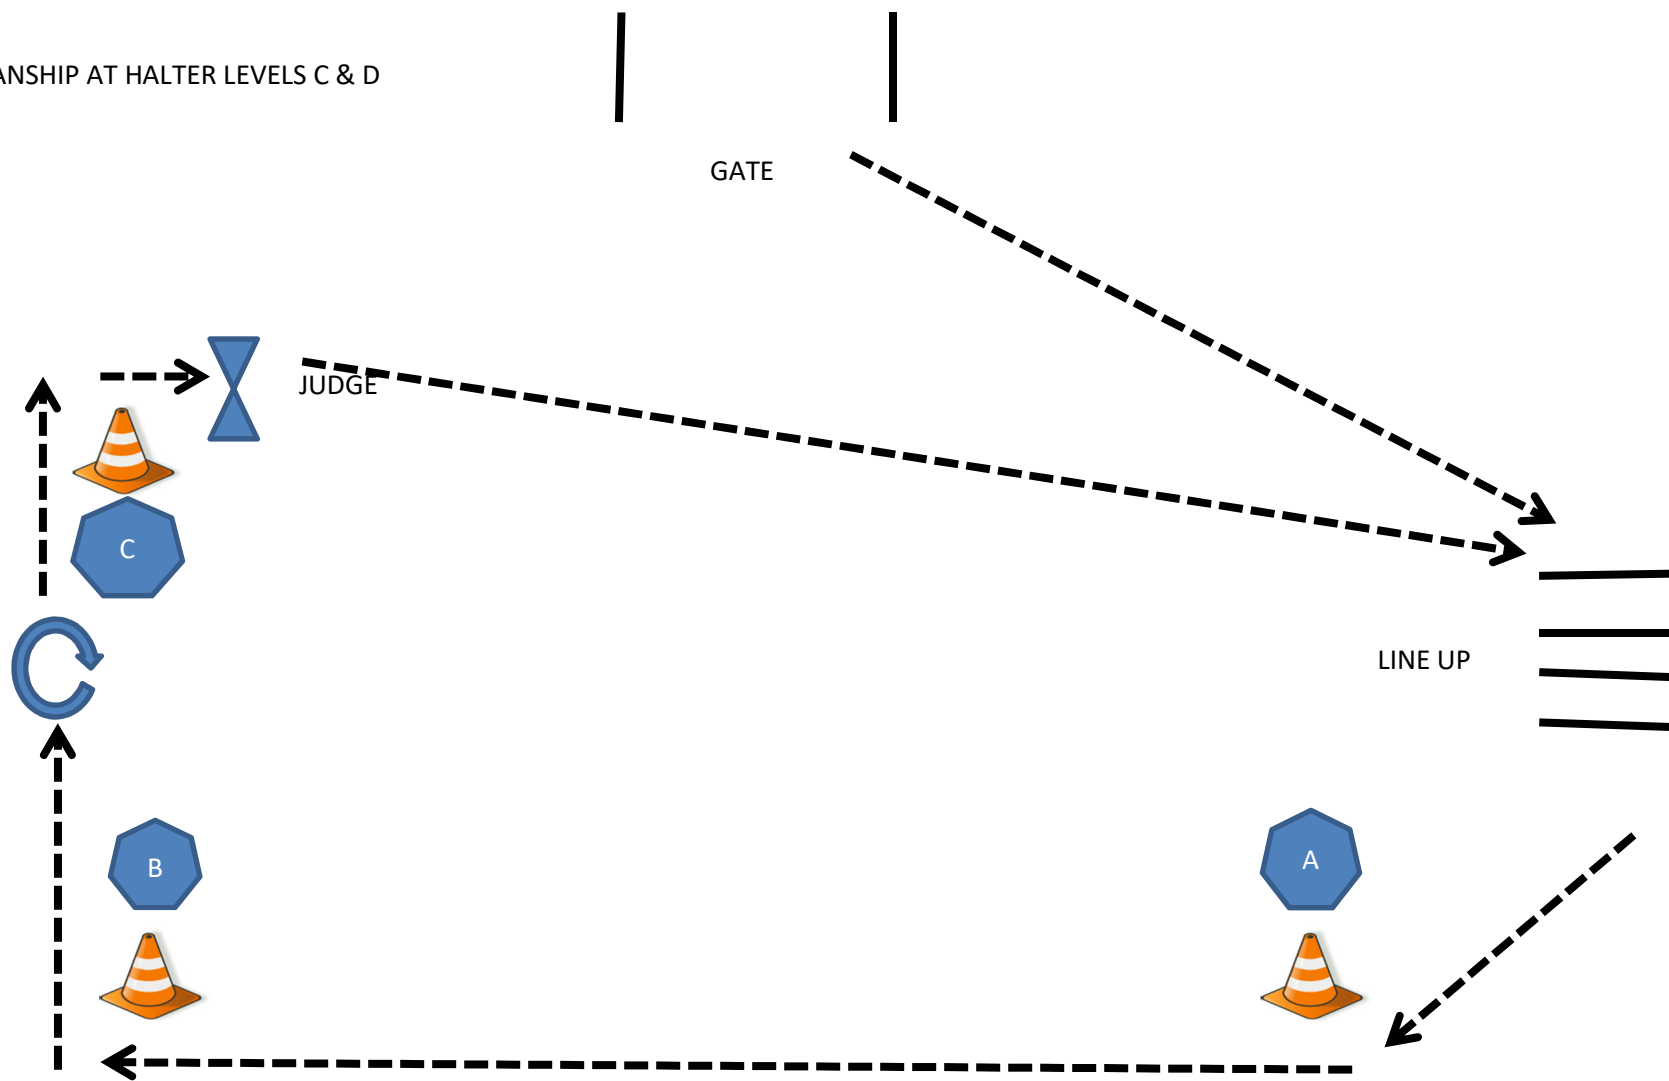 ANSHIP AT HALTER LEVELS C & D
GATE
JUDGE
C
LINE UP
B
A